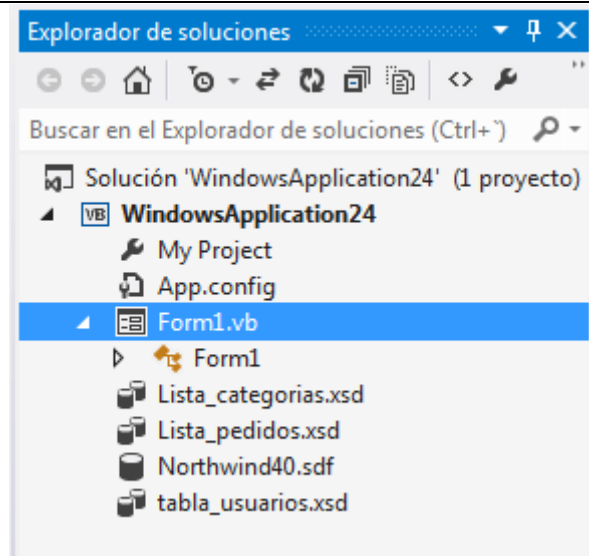 Explorador de soluciones
Buscar en el Explorador de soluciones (Ctrl+`)
Solución 'WindowsApplication24' (1 proyecto)
VB WindowsApplication24
My Project
App.config
Form1.vb
Form1
Lista_categorias.xsd
Lista_pedidos.xsd
Northwind40.sdf
tabla_usuarios.xsd